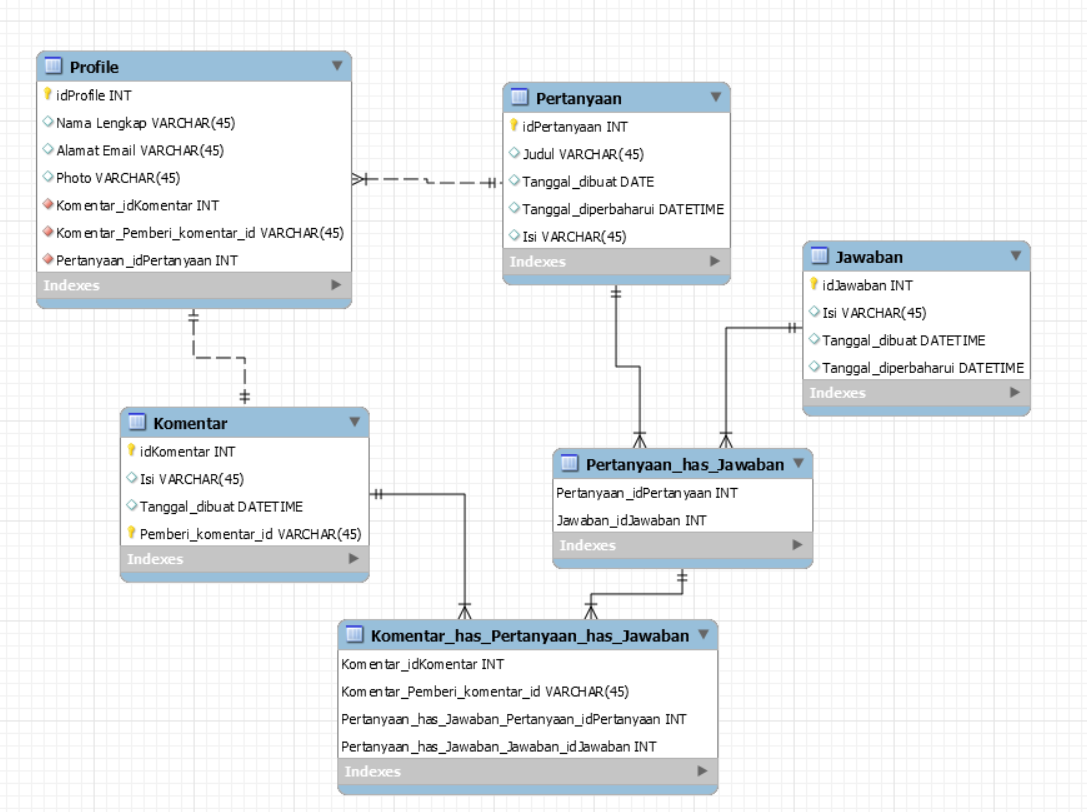 Profile
idProfile INT
Nama Lengkap VARCHAR(45)
Alamat Email VARCHAR(45)
Photo VARCHAR(45)
Komentar_idKomentar INT
Komentar_Pemberi_komentar_id VARCHAR(45)
Pertanyaan_idPertanyaan INT
Indexes
Pertanyaan
idPertanyaan INT
Judul VARCHAR(45)
Tanggal_dibuat DATE
Tanggal_diperbaharui DATETIME
Isi VARCHAR(45)
Indexes
Jawaban
idJawaban INT
Isi VARCHAR(45)
Tanggal_dibuat DATETIME
Tanggal_diperbaharui DATETIME
Indexes
Komentar
idKomentar INT
Isi VARCHAR(45)
Tanggal_dibuat DATETIME
Pemberi_komentar_id VARCHAR(45)
Indexes
Pertanyaan_has_Jawaban
Pertanyaan_idPertanyaan INT
Jawaban_idJawaban INT
Indexes
Komentar_has_Pertanyaan_has_Jawaban
Komentar_idKomentar INT
Komentar_Pemberi_komentar_id VARCHAR(45)
Pertanyaan_has_Jawaban_Pertanyaan_idPertanyaan INT
Pertanyaan_has_Jawaban_Jawaban_idJawaban INT
Indexes